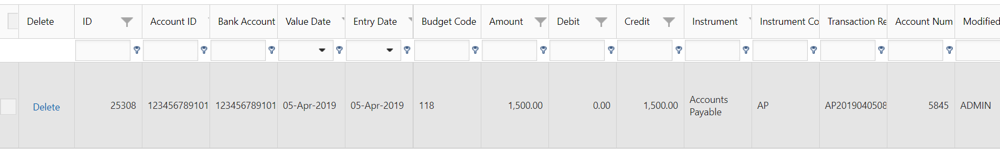 Delete ID Account ID Bank Account Value Date Entry Date Budget Code Amount Debit Credit Instrument Instrument Co Transaction Re Account Num Modified
Delete 25308 123456789101 123456789101 05-Apr-2019 05-Apr-2019 118 1,500.00 0.00 1,500.00 Accounts Payable AP AP2019040508 5845 ADMIN